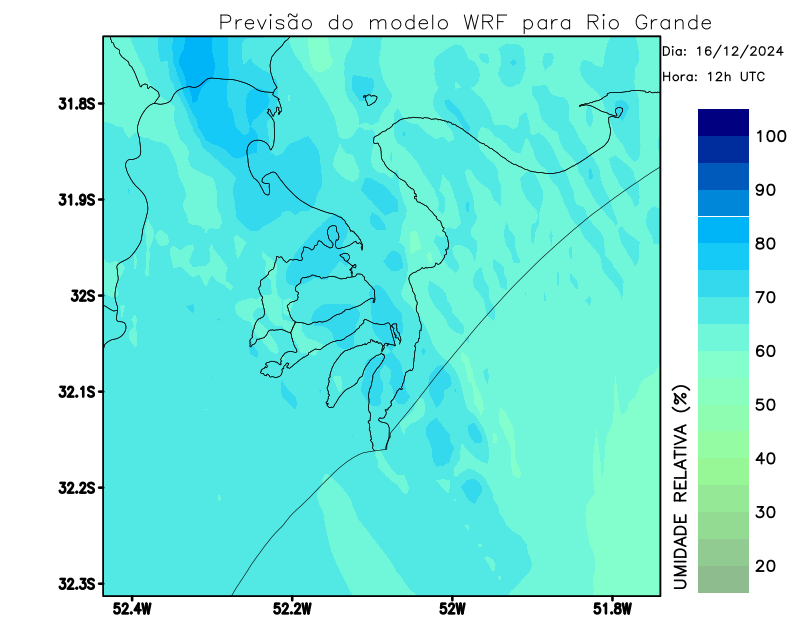 Previsão do modelo WRF para Rio Grande
Dia: 16/12/2024
Hora: 12h UTC
31.8S
31.9S
32S
32.1S
32.2S
32.3S
52.4W
52.2W
52W
51.8W
100
90
80
70
60
50
40
30
20
UMIDADE RELATIVA (%)